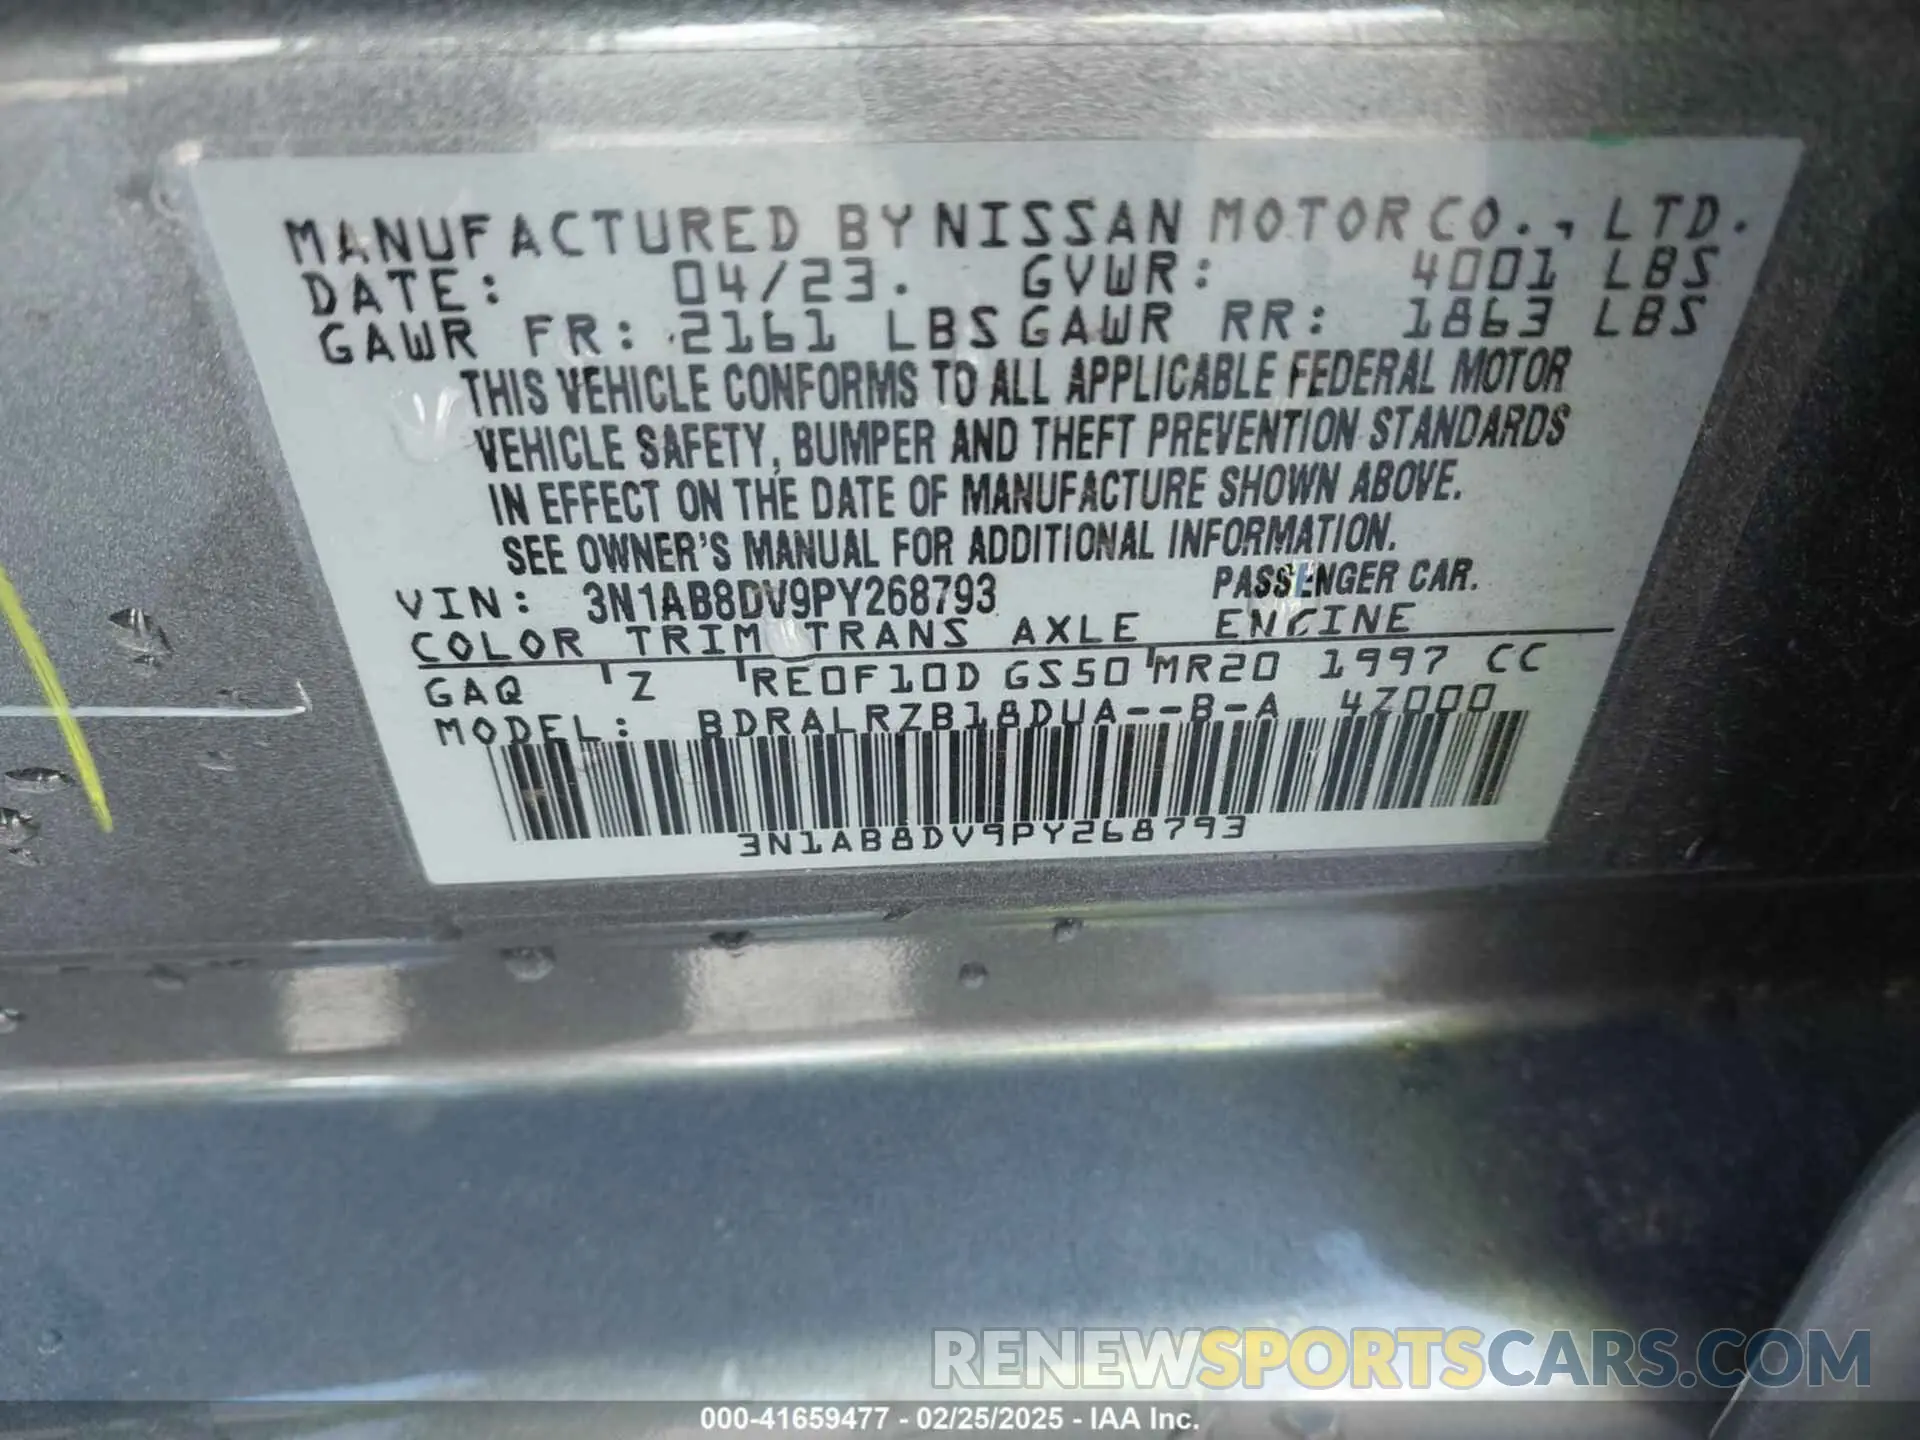 MANUFACTURED BY NISSAN MOTOR CO., LTD.
DATE: 04/23. GVWR: 4001 LBS
GAWR FR: 2161 LBS GAWR RR: 1863 LBS
THIS VEHICLE CONFORMS TO ALL APPLICABLE FEDERAL MOTOR
VEHICLE SAFETY, BUMPER AND THEFT PREVENTION STANDARDS
IN EFFECT ON THE DATE OF MANUFACTURE SHOWN ABOVE.
SEE OWNER'S MANUAL FOR ADDITIONAL INFORMATION.
VIN: 3N1AB8DV9PY268793 PASSENGER CAR.
COLOR TRIM TRANS AXLE ENGINE
GAQ Z RE0F10D GS50 MR20 1997 CC
MODEL: BDRALRZB18DUA--B-A 4Z000
3N1AB8DV9PY268793
RENEWSPORTSCARS.COM
000-41659477 - 02/25/2025 - IAA Inc.